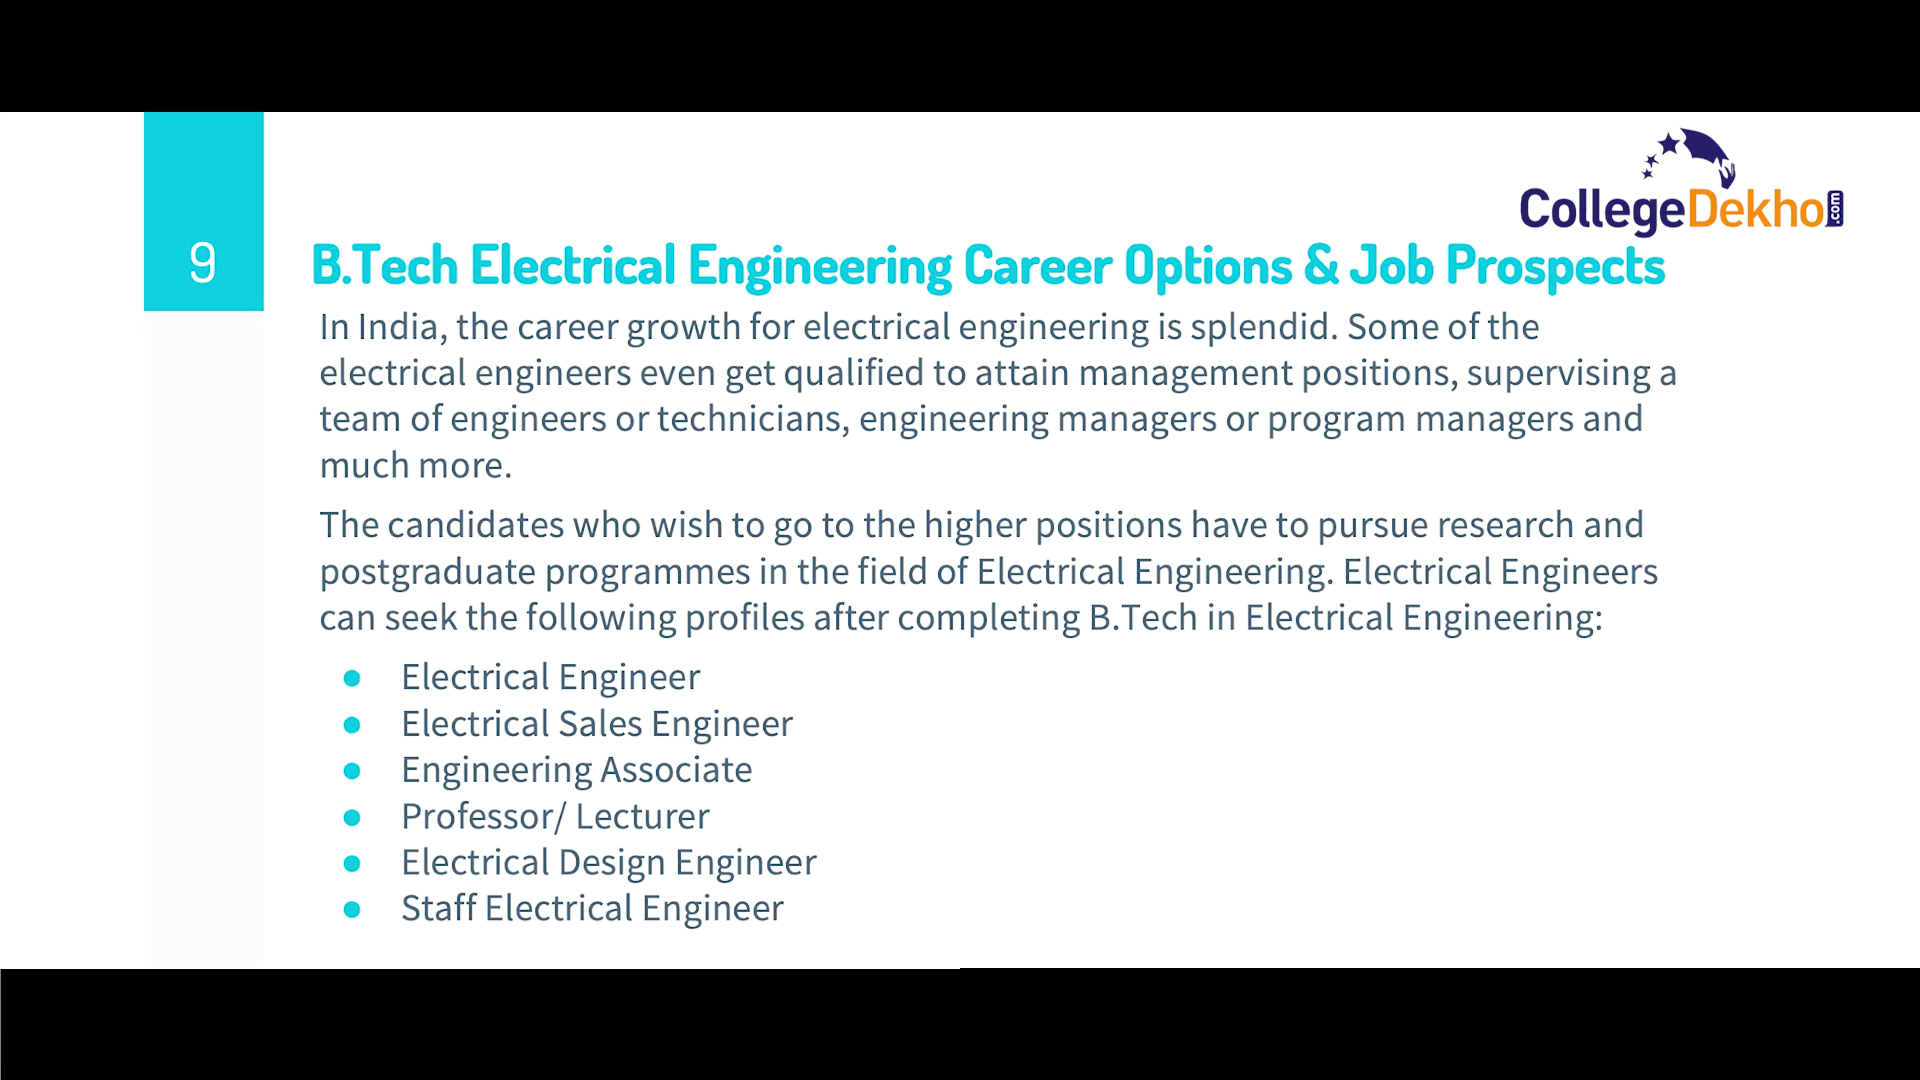 CollegeDekho.com
9
B.Tech Electrical Engineering Career Options & Job Prospects
In India, the career growth for electrical engineering is splendid. Some of the
electrical engineers even get qualified to attain management positions, supervising a
team of engineers or technicians, engineering managers or program managers and
much more.
The candidates who wish to go to the higher positions have to pursue research and
postgraduate programmes in the field of Electrical Engineering. Electrical Engineers
can seek the following profiles after completing B.Tech in Electrical Engineering:
● Electrical Engineer
● Electrical Sales Engineer
● Engineering Associate
● Professor/ Lecturer
● Electrical Design Engineer
● Staff Electrical Engineer